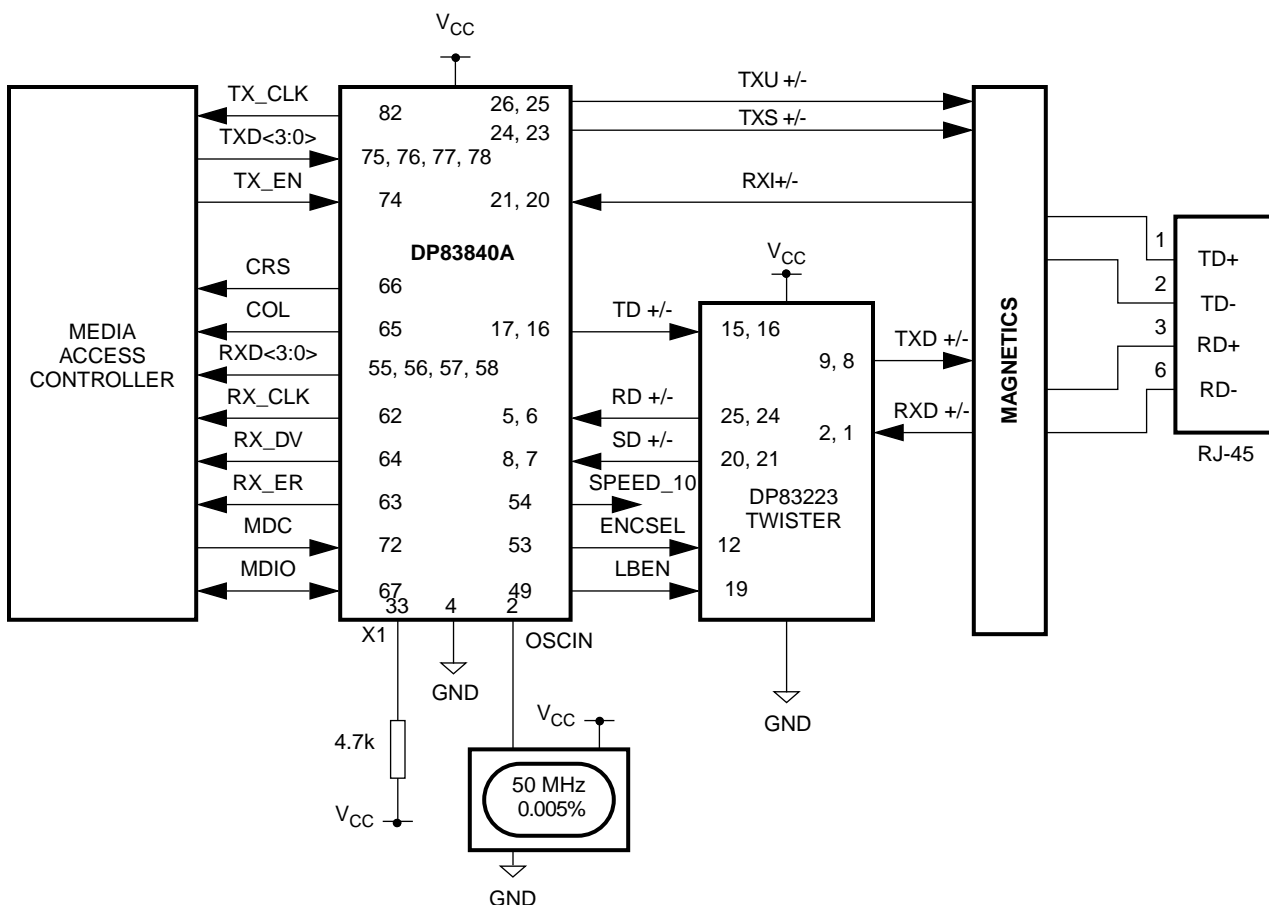 VCC
TX_CLK
82
26, 25
TXU +/-
24, 23
TXS +/-
TXD<3:0>
75, 76, 77, 78
TX_EN
74
21, 20
RXI+/-
DP83840A
1
TD+
2
TD-
3
RD+
6
RD-
RJ-45
MAGNETICS
VCC
CRS
66
COL
65
17, 16
TD +/-
15, 16
9, 8
TXD +/-
MEDIA
ACCESS
CONTROLLER
RXD<3:0>
55, 56, 57, 58
RX_CLK
62
5, 6
RD +/-
25, 24
2, 1
RXD +/-
RX_DV
64
8, 7
SD +/-
20, 21
RX_ER
63
54
SPEED_10
DP83223
TWISTER
MDC
72
53
ENCSEL
12
MDIO
67
49
LBEN
19
33
4
2
X1
OSCIN
GND
GND
4.7k
VCC
VCC
50 MHz
0.005%
GND